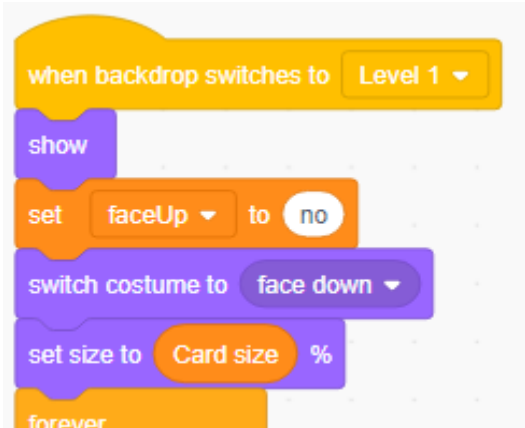 when backdrop switches to Level 1
show
set faceUp to no
switch costume to face down
set size to Card size %
forever